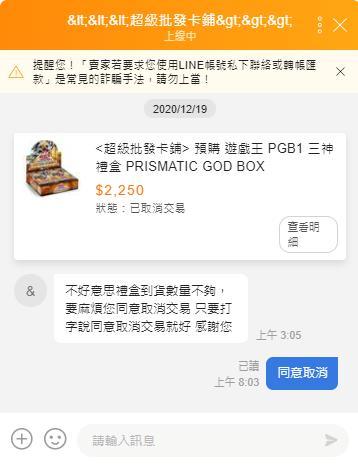 &lt;&lt;&lt;超級批發卡鋪&gt;&gt;&gt;
上線中
提醒您！「賣家若要求您使用LINE帳號私下聯絡或轉帳匯
款」是常見的詐騙手法，請勿上當！
2020/12/19
<超級批發卡鋪> 預購 遊戲王 PGB1 三神
禮盒 PRISMATIC GOD BOX
$2,250
狀態：已取消交易
查看明
細
&
不好意思禮盒到貨數量不夠，
要麻煩您同意取消交易 只要打
字說同意取消交易就好 感謝您
上午 3:05
已讀
上午 8:03
同意取消
請輸入訊息